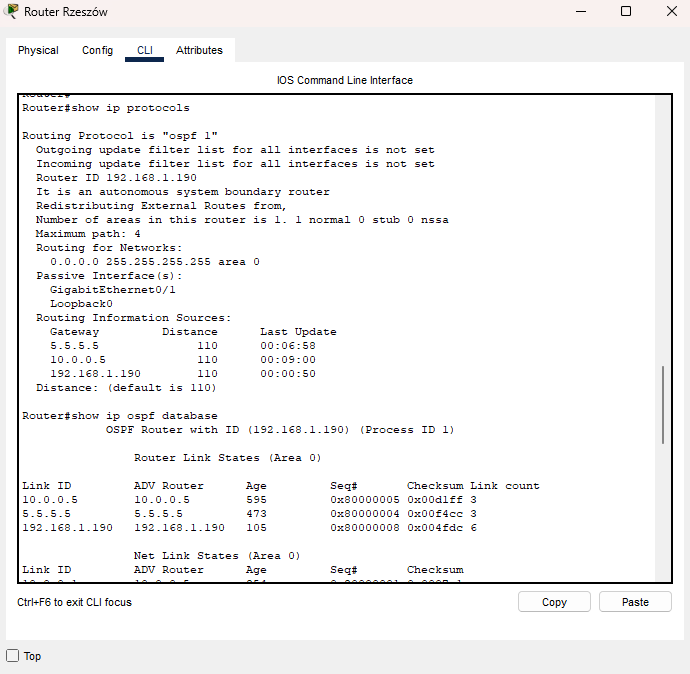 Router Rzeszów
Physical Config CLI Attributes
IOS Command Line Interface
Router#show ip protocols
Routing Protocol is "ospf 1"
Outgoing update filter list for all interfaces is not set
Incoming update filter list for all interfaces is not set
Router ID 192.168.1.190
It is an autonomous system boundary router
Redistributing External Routes from,
Number of areas in this router is 1. 1 normal 0 stub 0 nssa
Maximum path: 4
Routing for Networks:
0.0.0.0 255.255.255.255 area 0
Passive Interface(s):
GigabitEthernet0/1
Loopback0
Routing Information Sources:
Gateway Distance Last Update
5.5.5.5 110 00:06:58
10.0.0.5 110 00:09:00
192.168.1.190 110 00:00:50
Distance: (default is 110)
Router#show ip ospf database
OSPF Router with ID (192.168.1.190) (Process ID 1)
Router Link States (Area 0)
Link ID ADV Router Age Seq# Checksum Link count
10.0.0.5 10.0.0.5 595 0x80000005 0x00d1ff 3
5.5.5.5 5.5.5.5 473 0x80000004 0x00f4cc 3
192.168.1.190 192.168.1.190 105 0x80000008 0x004fdc 6
Net Link States (Area 0)
Link ID ADV Router Age Seq# Checksum
Ctrl+F6 to exit CLI focus
Copy Paste
Top